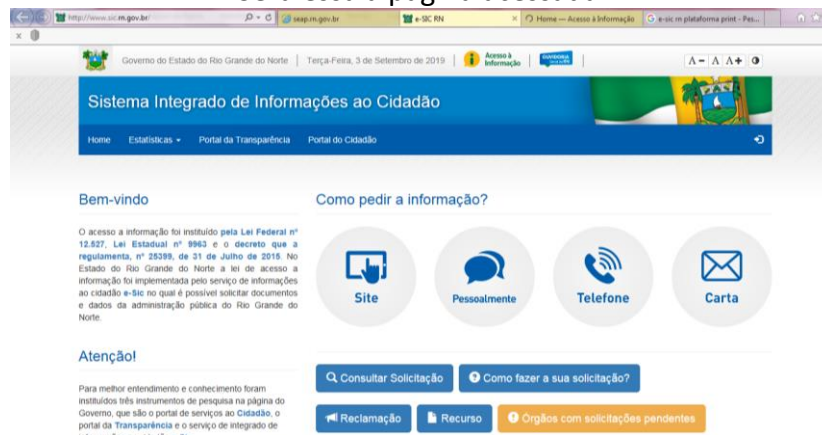 http://www.sic.rn.gov.br/
seap.rn.gov.br
e-SIC RN
Home — Acesso à Informação
e-sic rn plataforma print - Pes...
Governo do Estado do Rio Grande do Norte | Terça-Feira, 3 de Setembro de 2019 | Acesso à Informação |
A- A A+
Sistema Integrado de Informações ao Cidadão
Home Estatísticas Portal da Transparência Portal do Cidadão
Bem-vindo
O acesso a informação foi instituído pela Lei Federal nº
12.527, Lei Estadual nº 9963 e o decreto que a
regulamenta, nº 25399, de 31 de Julho de 2015. No
Estado do Rio Grande do Norte a lei de acesso a
informação foi implementada pelo serviço de informações
ao cidadão e-Sic no qual é possível solicitar documentos
e dados da administração pública do Rio Grande do
Norte.
Atenção!
Para melhor entendimento e conhecimento foram
instituídos três instrumentos de pesquisa na página do
Governo, que são o portal de serviços ao Cidadão, o
portal da Transparência e o serviço de integrado de
Como pedir a informação?
Site
Pessoalmente
Telefone
Carta
Consultar Solicitação
Como fazer a sua solicitação?
Reclamação
Recurso
Órgãos com solicitações pendentes